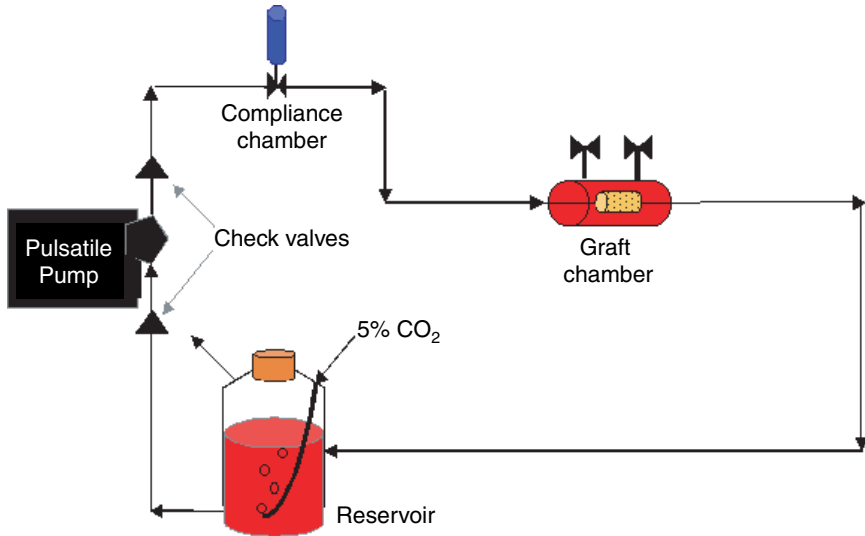 Compliance
chamber
Pulsatile
Pump
Check valves
Graft
chamber
5% CO₂
Reservoir